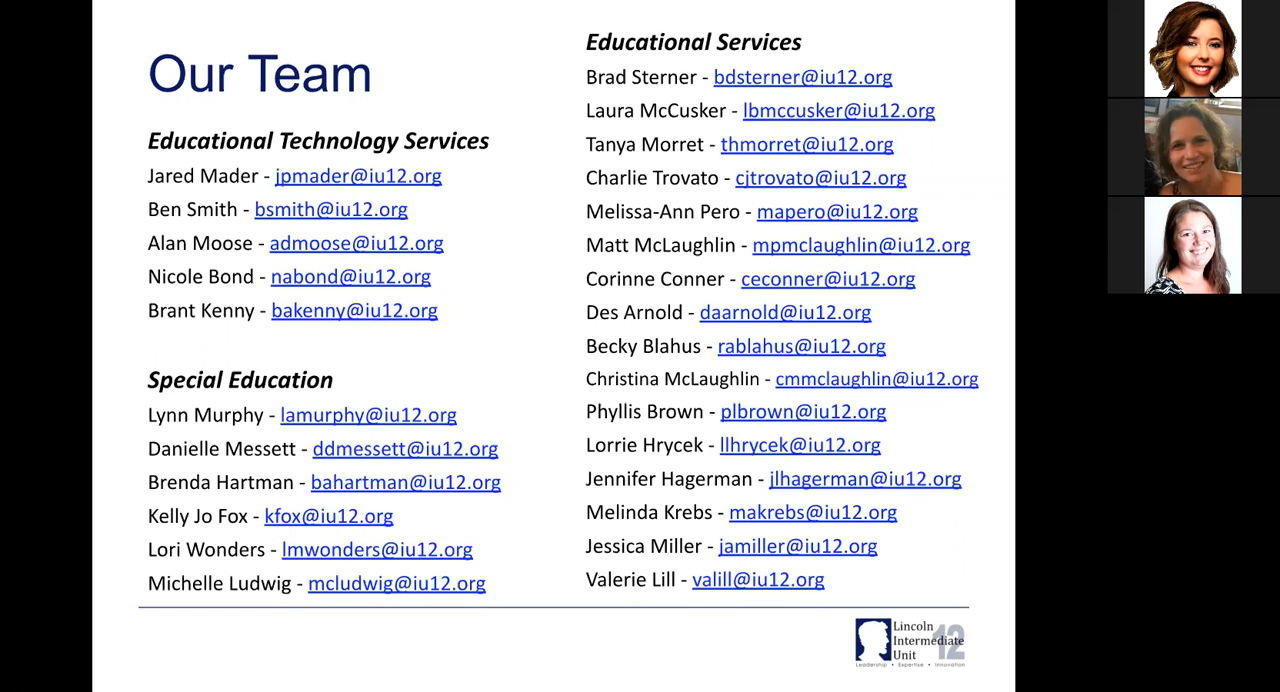 Our Team
Educational Technology Services
Jared Mader - jpmader@iu12.org
Ben Smith - bsmith@iu12.org
Alan Moose - admoose@iu12.org
Nicole Bond - nabond@iu12.org
Brant Kenny - bakenny@iu12.org
Special Education
Lynn Murphy - lamurphy@iu12.org
Danielle Messett - ddmessett@iu12.org
Brenda Hartman - bahartman@iu12.org
Kelly Jo Fox - kfox@iu12.org
Lori Wonders - lmwonders@iu12.org
Michelle Ludwig - mcludwig@iu12.org
Educational Services
Brad Sterner - bdsterner@iu12.org
Laura McCusker - lbmccusker@iu12.org
Tanya Morret - thmorret@iu12.org
Charlie Trovato - cjtrovato@iu12.org
Melissa-Ann Pero - mapero@iu12.org
Matt McLaughlin - mpmclaughlin@iu12.org
Corinne Conner - ceconner@iu12.org
Des Arnold - daarnold@iu12.org
Becky Blahus - rablahus@iu12.org
Christina McLaughlin - cmmclaughlin@iu12.org
Phyllis Brown - plbrown@iu12.org
Lorrie Hrycek - llhrycek@iu12.org
Jennifer Hagerman - jlhagerman@iu12.org
Melinda Krebs - makrebs@iu12.org
Jessica Miller - jamiller@iu12.org
Valerie Lill - valill@iu12.org
Lincoln
Intermediate
Unit 12
Leadership • Expertise • Innovation